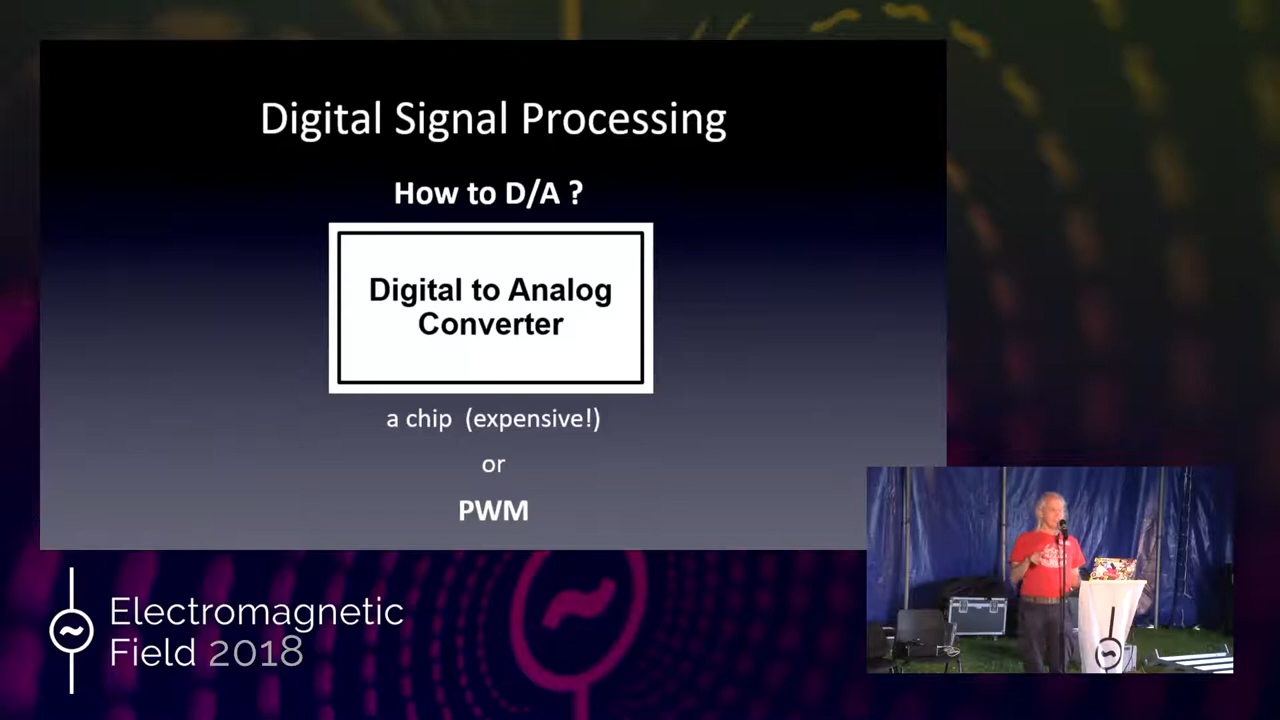 Digital Signal Processing
How to D/A ?
Digital to Analog
Converter
a chip (expensive!)
or
PWM
Electromagnetic
Field 2018